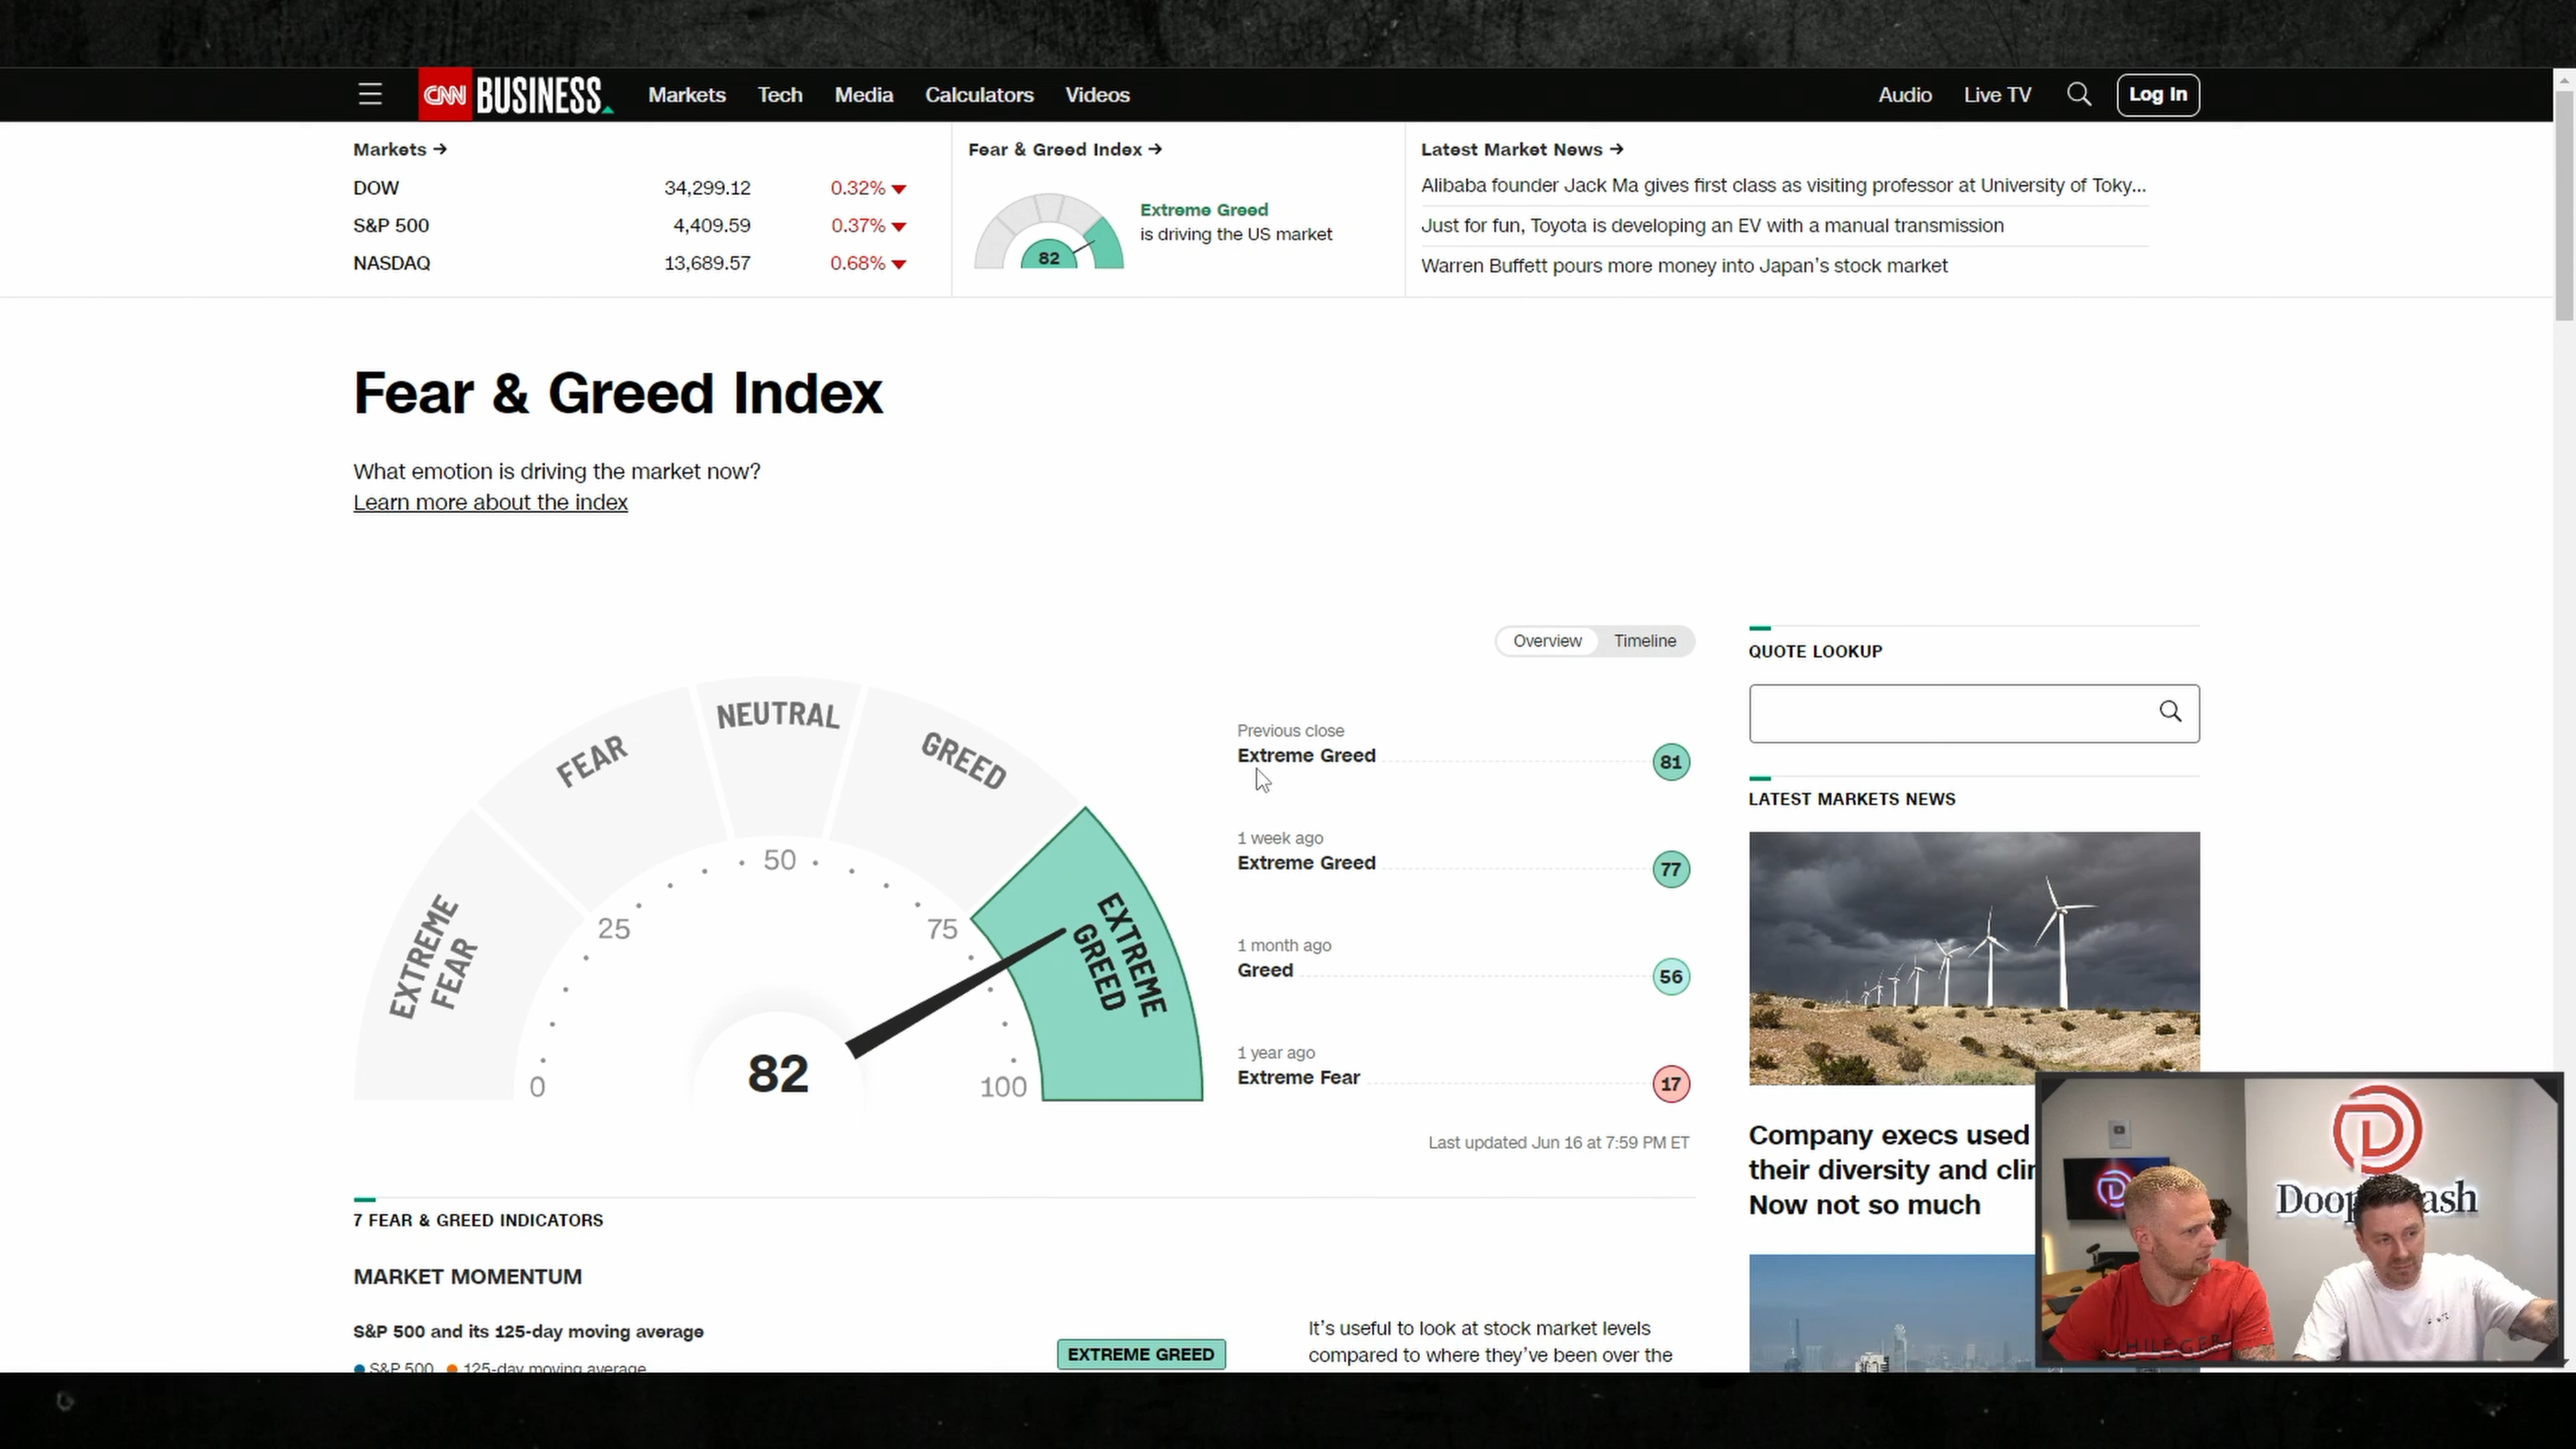 CNN BUSINESS
Markets
Tech
Media
Calculators
Videos
Audio
Live TV
Log In
Markets →
DOW 34,299.12 0.32%
S&P 500 4,409.59 0.37%
NASDAQ 13,689.57 0.68%
Fear & Greed Index →
82
Extreme Greed
is driving the US market
Latest Market News →
Alibaba founder Jack Ma gives first class as visiting professor at University of Toky...
Just for fun, Toyota is developing an EV with a manual transmission
Warren Buffett pours more money into Japan's stock market
Fear & Greed Index
What emotion is driving the market now?
Learn more about the index
Overview
Timeline
EXTREME
FEAR
FEAR
NEUTRAL
GREED
EXTREME
GREED
0
25
50
75
100
82
Previous close
Extreme Greed 81
1 week ago
Extreme Greed 77
1 month ago
Greed 56
1 year ago
Extreme Fear 17
Last updated Jun 16 at 7:59 PM ET
QUOTE LOOKUP
LATEST MARKETS NEWS
Company execs used
their diversity and
Now not so much
7 FEAR & GREED INDICATORS
MARKET MOMENTUM
S&P 500 and its 125-day moving average
S&P 500 125-day moving average
EXTREME GREED
It's useful to look at stock market levels
compared to where they've been over the